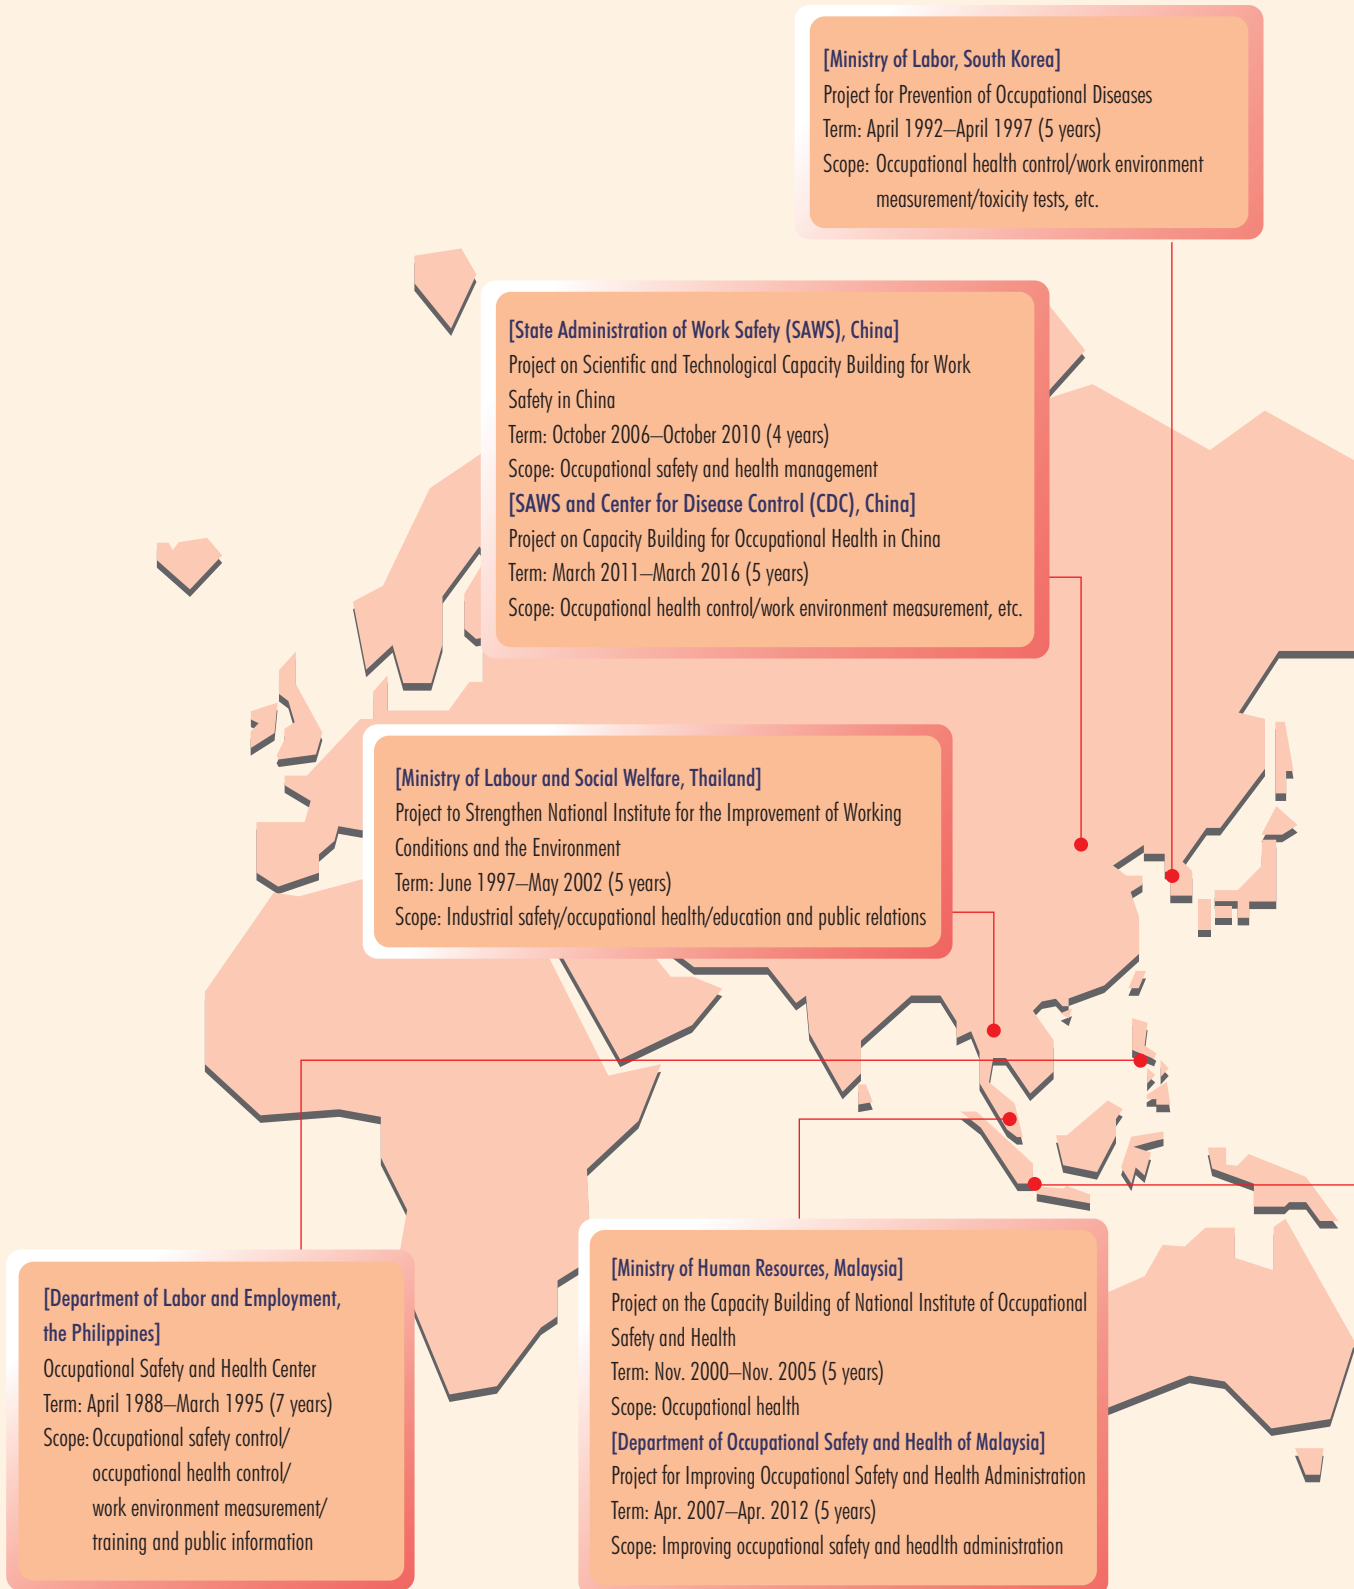 [Ministry of Labor, South Korea]
Project for Prevention of Occupational Diseases
Term: April 1992–April 1997 (5 years)
Scope: Occupational health control/work environment
measurement/toxicity tests, etc.
[State Administration of Work Safety (SAWS), China]
Project on Scientific and Technological Capacity Building for Work
Safety in China
Term: October 2006–October 2010 (4 years)
Scope: Occupational safety and health management
[SAWS and Center for Disease Control (CDC), China]
Project on Capacity Building for Occupational Health in China
Term: March 2011–March 2016 (5 years)
Scope: Occupational health control/work environment measurement, etc.
[Ministry of Labour and Social Welfare, Thailand]
Project to Strengthen National Institute for the Improvement of Working
Conditions and the Environment
Term: June 1997–May 2002 (5 years)
Scope: Industrial safety/occupational health/education and public relations
[Department of Labor and Employment,
the Philippines]
Occupational Safety and Health Center
Term: April 1988–March 1995 (7 years)
Scope: Occupational safety control/
occupational health control/
work environment measurement/
training and public information
[Ministry of Human Resources, Malaysia]
Project on the Capacity Building of National Institute of Occupational
Safety and Health
Term: Nov. 2000–Nov. 2005 (5 years)
Scope: Occupational health
[Department of Occupational Safety and Health of Malaysia]
Project for Improving Occupational Safety and Health Administration
Term: Apr. 2007–Apr. 2012 (5 years)
Scope: Improving occupational safety and headlth administration